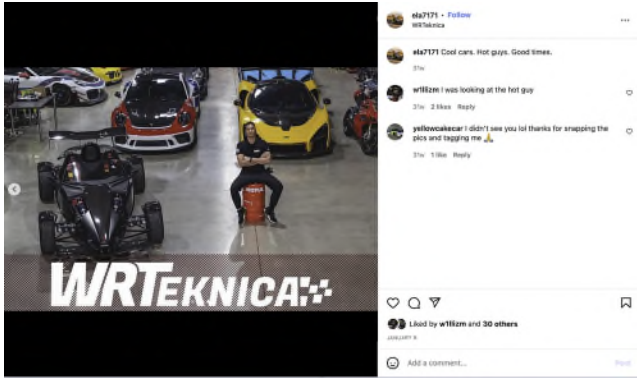 ela7171 • Follow
WRTeknica
ela7171 Cool cars. Hot guys. Good times.
31w
w1llizm I was looking at the hot guy
31w 2 likes Reply
yellowcakecar I didn't see you lol thanks for snapping the
pics and tagging me 🙏
31w 1 like Reply
WRTEKNICA
Liked by w1llizm and 30 others
Add a comment...
Post